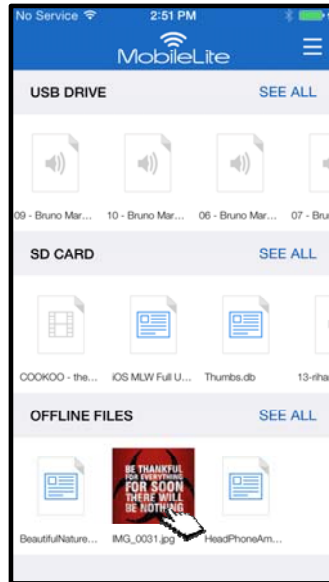 No Service 2:51 PM
MobileLite
USB DRIVE SEE ALL
09 - Bruno Mar... 10 - Bruno Mar... 06 - Bruno Mar... 07 - Bru
SD CARD SEE ALL
COOKOO - the... iOS MLW Full U... Thumbs.db 13-riha
OFFLINE FILES SEE ALL
BE THANKFUL
FOR EVERYTHING
FOR SOON
THERE WILL
BE NOTHING
BeautifulNature... IMG_0031.jpg HeadPhoneAm...